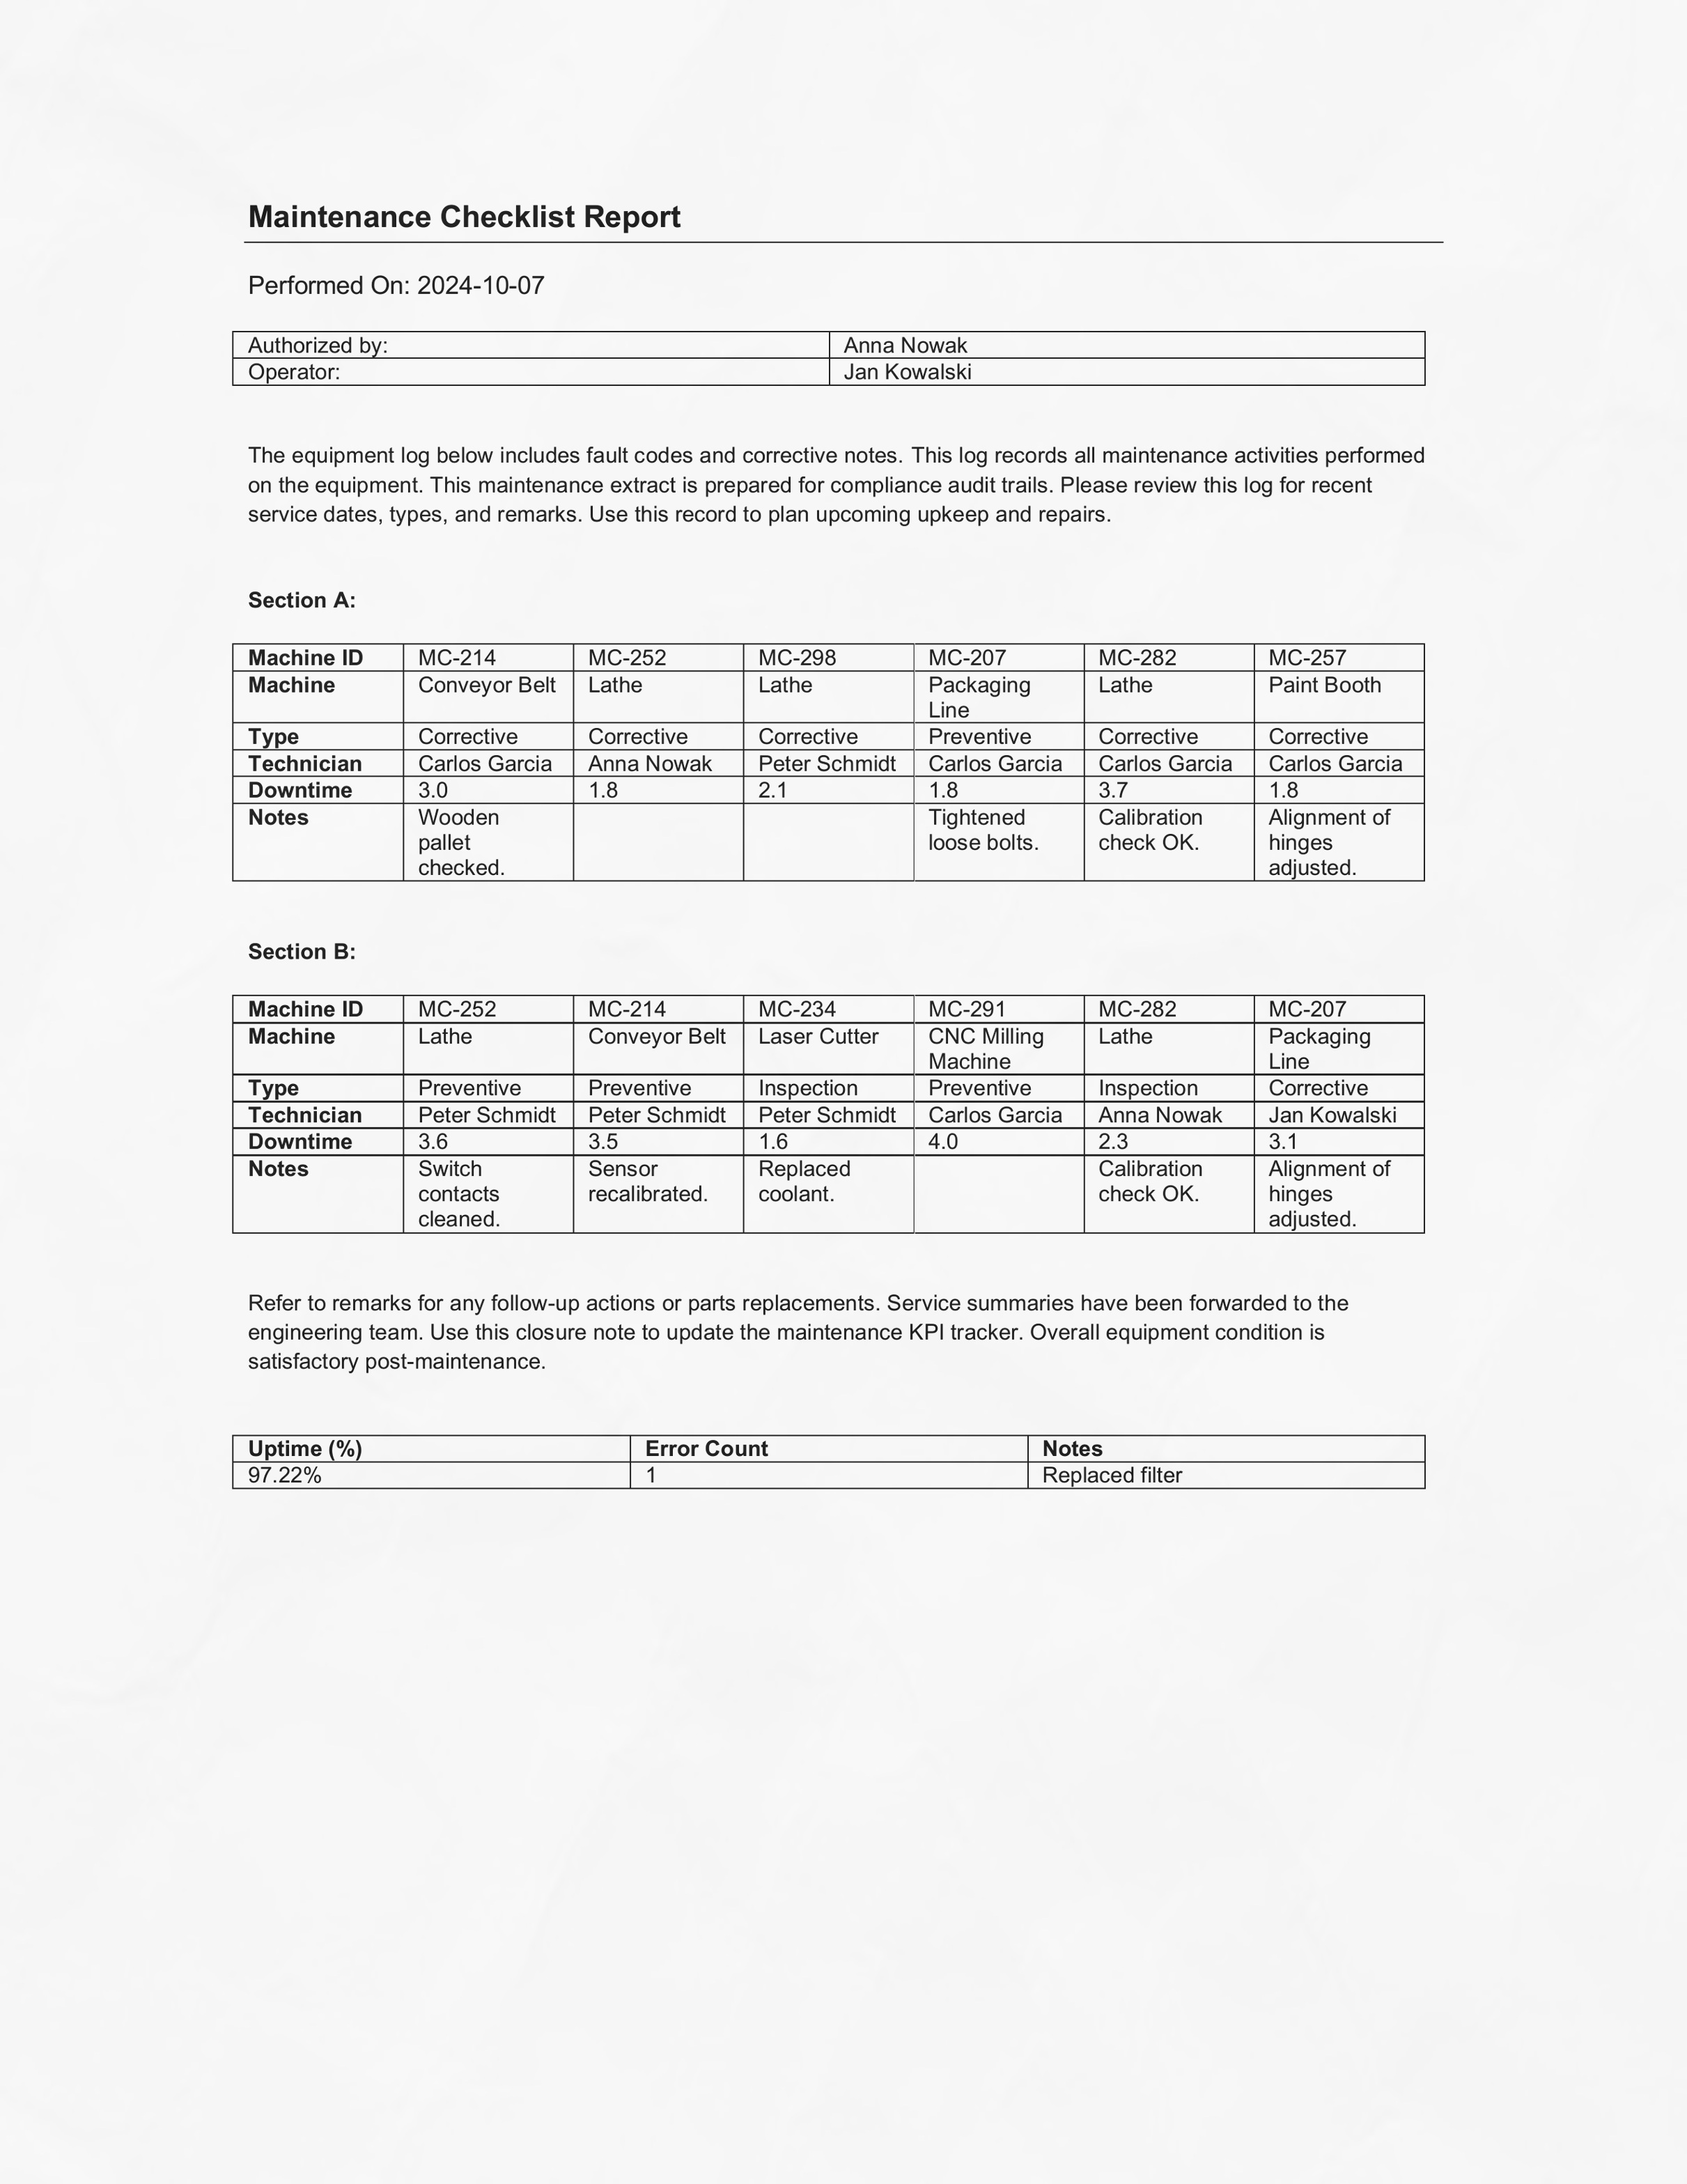 Maintenance Checklist Report
Performed On: 2024-10-07
Authorized by: Anna Nowak
Operator: Jan Kowalski
The equipment log below includes fault codes and corrective notes. This log records all maintenance activities performed
on the equipment. This maintenance extract is prepared for compliance audit trails. Please review this log for recent
service dates, types, and remarks. Use this record to plan upcoming upkeep and repairs.
Section A:
Machine ID MC-214 MC-252 MC-298 MC-207 MC-282 MC-257
Machine Conveyor Belt Lathe Lathe Packaging Lathe Paint Booth
Line
Type Corrective Corrective Corrective Preventive Corrective Corrective
Technician Carlos Garcia Anna Nowak Peter Schmidt Carlos Garcia Carlos Garcia Carlos Garcia
Downtime 3.0 1.8 2.1 1.8 3.7 1.8
Notes Wooden Tightened Calibration Alignment of
pallet loose bolts. check OK. hinges
checked. adjusted.
Section B:
Machine ID MC-252 MC-214 MC-234 MC-291 MC-282 MC-207
Machine Lathe Conveyor Belt Laser Cutter CNC Milling Lathe Packaging
Machine Line
Type Preventive Preventive Inspection Preventive Inspection Corrective
Technician Peter Schmidt Peter Schmidt Peter Schmidt Carlos Garcia Anna Nowak Jan Kowalski
Downtime 3.6 3.5 1.6 4.0 2.3 3.1
Notes Switch Sensor Replaced Calibration Alignment of
contacts recalibrated. coolant. check OK. hinges
cleaned. adjusted.
Refer to remarks for any follow-up actions or parts replacements. Service summaries have been forwarded to the
engineering team. Use this closure note to update the maintenance KPI tracker. Overall equipment condition is
satisfactory post-maintenance.
Uptime (%) Error Count Notes
97.22% 1 Replaced filter